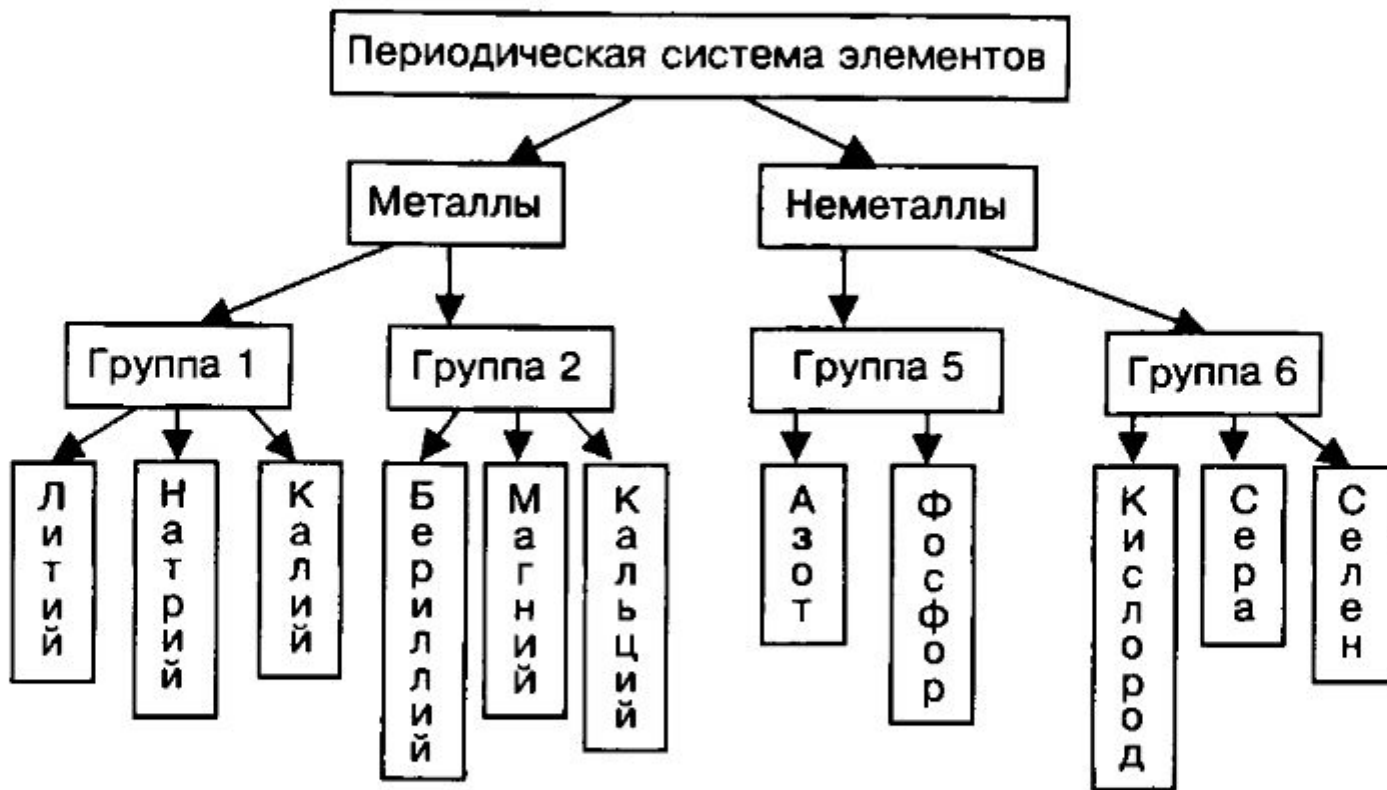 Периодическая система элементов
Металлы
Неметаллы
Группа 1
Группа 2
Группа 5
Группа 6
Литий
Натрий
Калий
Бериллий
Магний
Кальций
Азот
Фосфор
Кислород
Сера
Селен